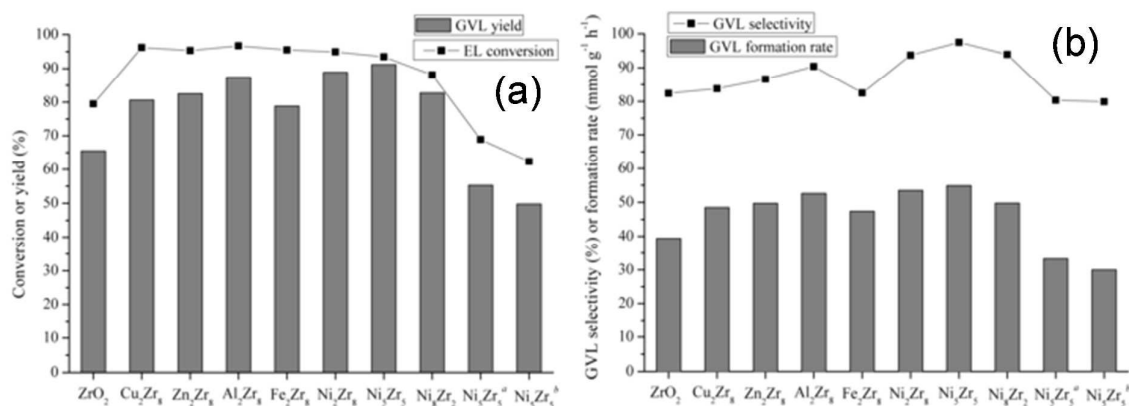 GVL yield
EL conversion
(a)
Conversion or yield (%)
100
90
80
70
60
50
40
30
20
10
0
ZrO₂ Cu₂Zr₈ Zn₂Zr₈ Al₂Zr₈ Fe₂Zr₈ Ni₂Zr₈ Ni₅Zr₅ Ni₈Zr₂ Ni₅Zr₅ᵃ Ni₅Zr₅ᵇ
GVL selectivity
GVL formation rate
(b)
GVL selectivity (%) or formation rate (mmol g⁻¹ h⁻¹)
100
90
80
70
60
50
40
30
20
10
0
ZrO₂ Cu₂Zr₈ Zn₂Zr₈ Al₂Zr₈ Fe₂Zr₈ Ni₂Zr₈ Ni₅Zr₅ Ni₈Zr₂ Ni₅Zr₅ᵃ Ni₅Zr₅ᵇ